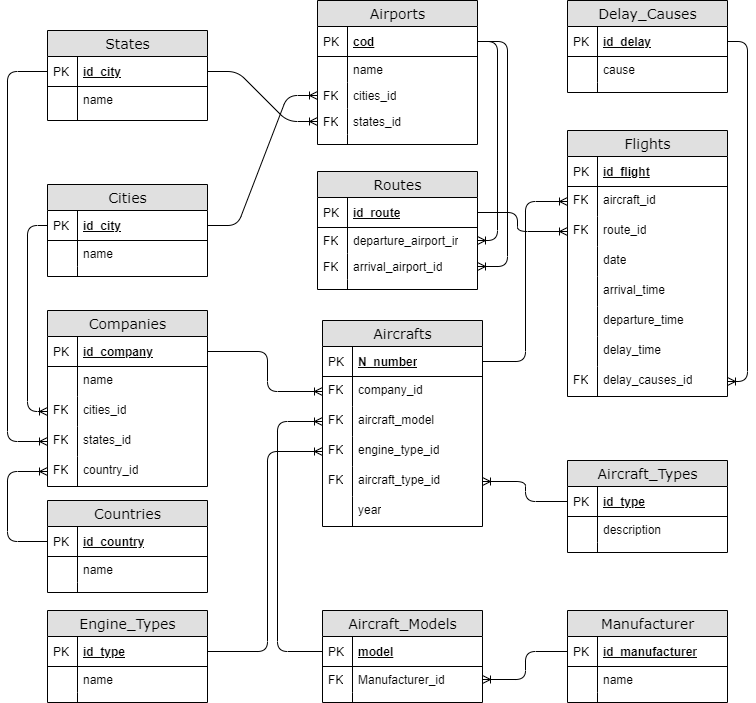 States
PK id_city
name
Cities
PK id_city
name
Companies
PK id_company
name
FK cities_id
FK states_id
FK country_id
Countries
PK id_country
name
Engine_Types
PK id_type
name
Airports
PK cod
name
FK cities_id
FK states_id
Routes
PK id_route
FK departure_airport_ir
FK arrival_airport_id
Aircrafts
PK N_number
FK company_id
FK aircraft_model
FK engine_type_id
FK aircraft_type_id
year
Aircraft_Models
PK model
FK Manufacturer_id
Delay_Causes
PK id_delay
cause
Flights
PK id_flight
FK aircraft_id
FK route_id
date
arrival_time
departure_time
delay_time
FK delay_causes_id
Aircraft_Types
PK id_type
description
Manufacturer
PK id_manufacturer
name